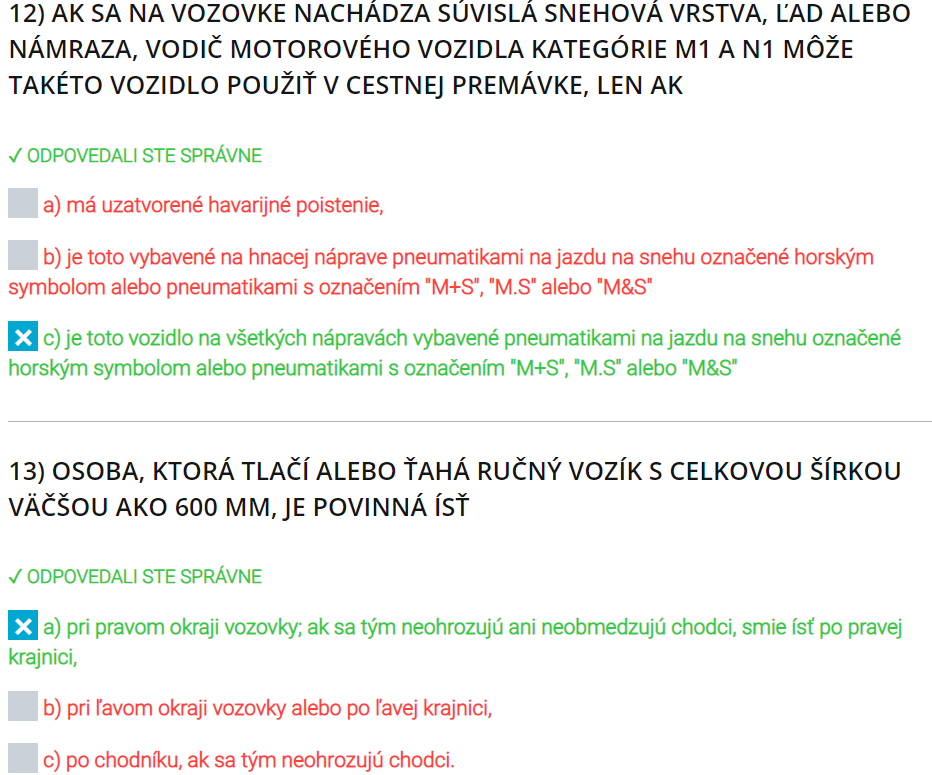 12) AK SA NA VOZOVKE NACHÁDZA SÚVISLÁ SNEHOVÁ VRSTVA, ĽAD ALEBO
NÁMRAZA, VODIČ MOTOROVÉHO VOZIDLA KATEGÓRIE M1 A N1 MÔŽE
TAKÉTO VOZIDLO POUŽIŤ V CESTNEJ PREMÁVKE, LEN AK
✓ ODPOVEDALI STE SPRÁVNE
a) má uzatvorené havarijné poistenie,
b) je toto vybavené na hnacej náprave pneumatikami na jazdu na snehu označené horským
symbolom alebo pneumatikami s označením "M+S", "M.S" alebo "M&S"
c) je toto vozidlo na všetkých nápravách vybavené pneumatikami na jazdu na snehu označené
horským symbolom alebo pneumatikami s označením "M+S", "M.S" alebo "M&S"
13) OSOBA, KTORÁ TLAČÍ ALEBO ŤAHÁ RUČNÝ VOZÍK S CELKOVOU ŠÍRKOU
VÄČŠOU AKO 600 MM, JE POVINNÁ ÍSŤ
✓ ODPOVEDALI STE SPRÁVNE
a) pri pravom okraji vozovky; ak sa tým neohrozujú ani neobmedzujú chodci, smie ísť po pravej
krajnici,
b) pri ľavom okraji vozovky alebo po ľavej krajnici,
c) po chodníku, ak sa tým neohrozujú chodci.